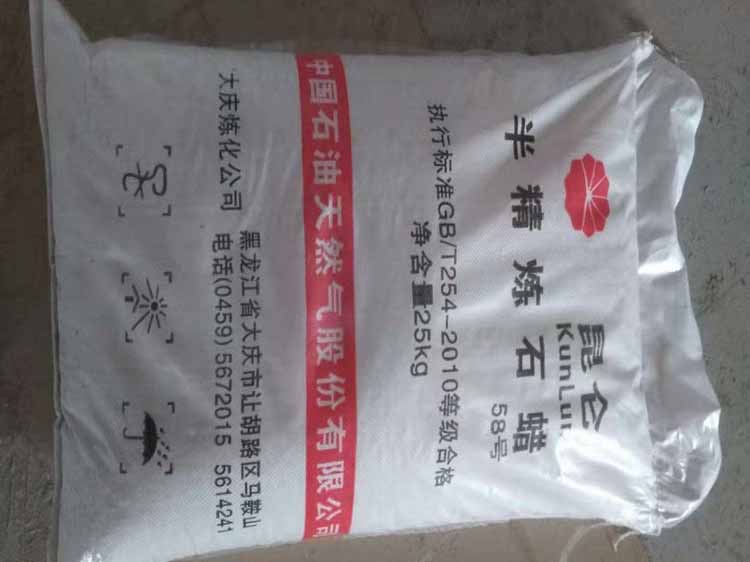 昆仑
KunLun
半精炼石蜡
58号
执行标准GB/T254-2010等级合格
净含量25kg
中国石油天然气股份有限公司
大庆炼化公司
黑龙江省大庆市让胡路区马鞍山
电话(0459)5672015 5614241